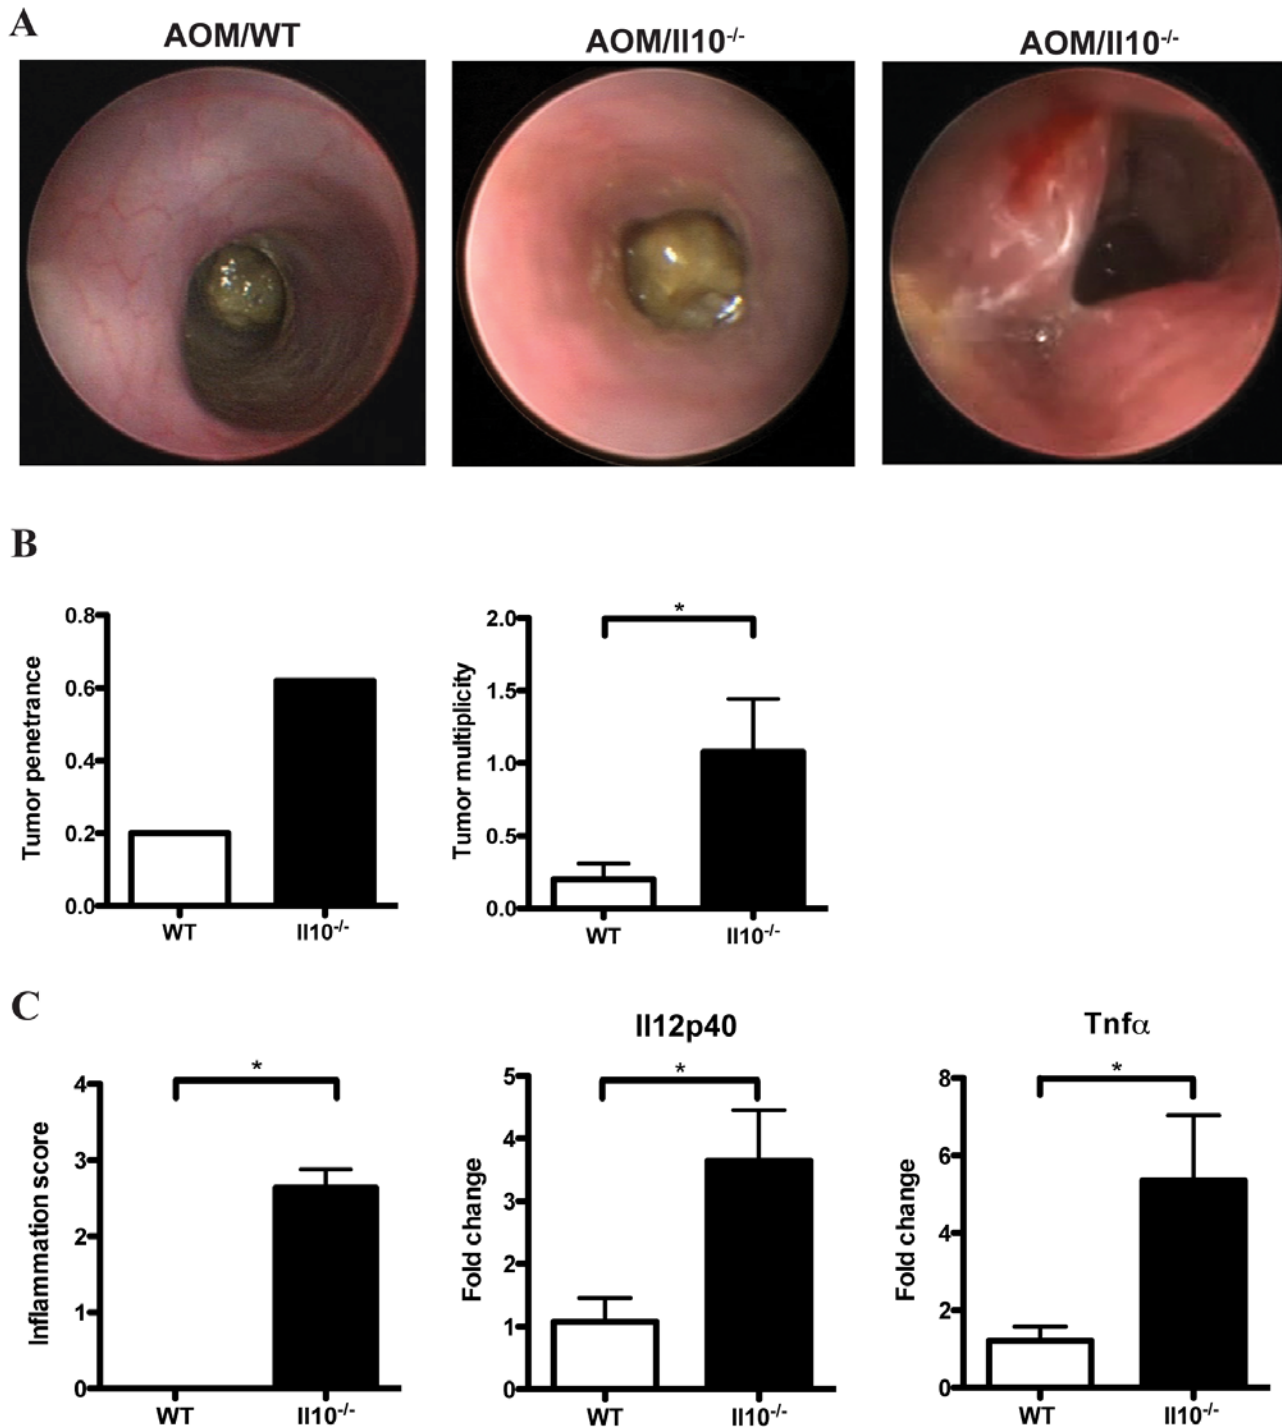 A
AOM/WT
AOM/Il10-/-
AOM/Il10-/-
B
Tumor penetrance
0.8
0.6
0.4
0.2
0.0
WT
Il10-/-
Tumor multiplicity
2.0
1.5
1.0
0.5
0.0
*
WT
Il10-/-
C
Inflammation score
4
3
2
1
0
*
WT
Il10-/-
Il12p40
Fold change
5
4
3
2
1
0
*
WT
Il10-/-
Tnfα
Fold change
8
6
4
2
0
*
WT
Il10-/-